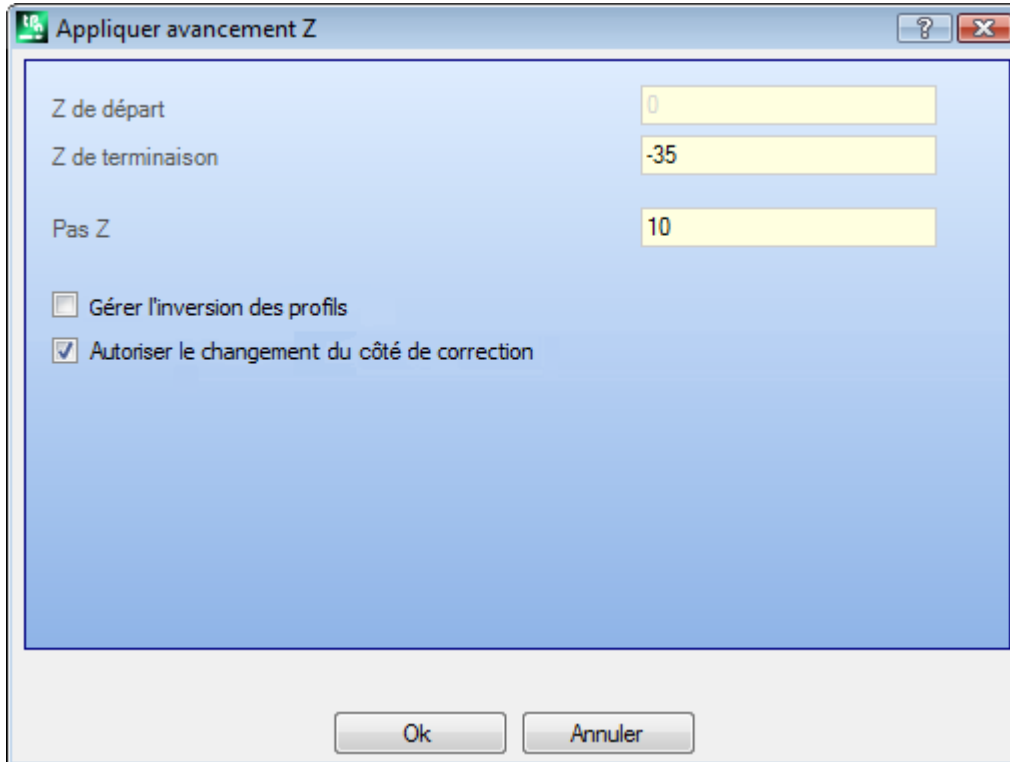 Appliquer avancement Z
Z de départ 0
Z de terminaison -35
Pas Z 10
Gérer l'inversion des profils
Autoriser le changement du côté de correction
Ok Annuler